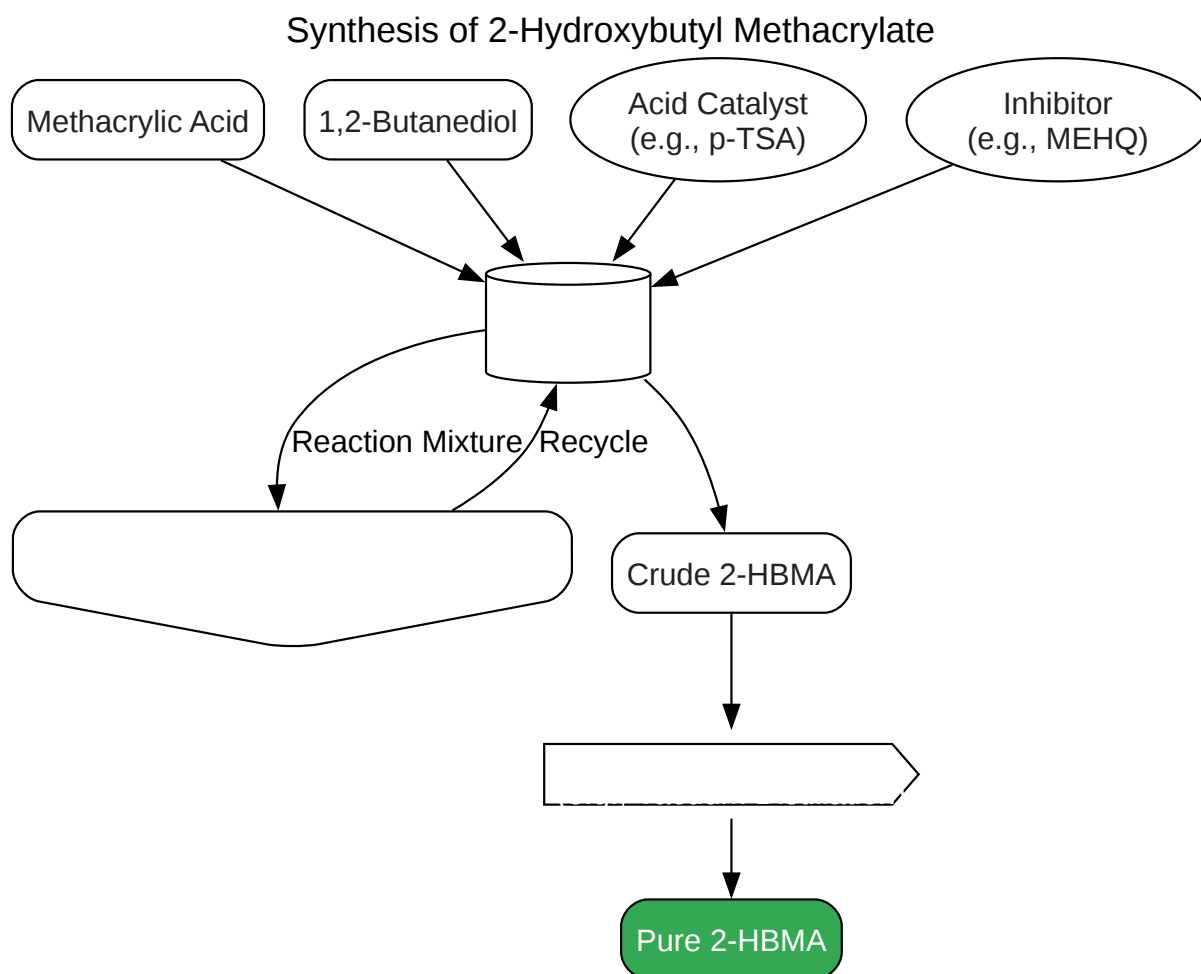 Synthesis of 2-Hydroxybutyl Methacrylate
Methacrylic Acid
1,2-Butanediol
Acid Catalyst
(e.g., p-TSA)
Inhibitor
(e.g., MEHQ)
Reaction Mixture
Recycle
Crude 2-HBMA
Pure 2-HBMA